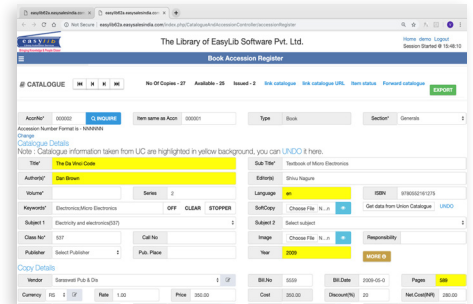 easylib62a.easysalesindia.com
easylib62a.easysalesindia.com
Not Secure | easylib62a.easysalesindia.com/index.php/CatalogueAndAccessionController/accessionRegister
easylib
The Library of EasyLib Software Pvt. Ltd.
Home demo Logout
Session Started @ 15:48:10
Book Accession Register
# CATALOGUE
No Of Copies - 27 Available - 25 Issued - 2 link catalogue link catalogue URL Item status Forward catalogue
EXPORT
AccnNo* 000002 INQUIRE Item same as Accn 000001 Type Book Section* Generals
Accession Number Format is - NNNNNN
Change
Catalogue Details
Note : Catalogue information taken from UC are highlighted in yellow background, you can UNDO it here.
Title* The Da Vinci Code Sub Title* Textbook of Micro Electronics
Author(s)* Dan Brown Editor(s) Shivu Nagure
Volume* Series 2 Language en ISBN 9780552161275
Keywords* Electronics;Micro Electronics OFF CLEAR STOPPER SoftCopy Choose File N...n Get data from Union Catalogue UNDO
Subject 1 Electricity and electronics(537) Subject 2 Select subject
Class No* 537 Call No Image Choose File N...n Responsibility
Publisher Select Publisher Pub. Place Year 2009 MORE
Copy Details
Vendor Saraswati Pub & Dis Bill.No 5559 Bill.Date 2009-05-0 Pages 589
Currency RS Rate 1.00 Price 350.00 Cost 350.00 Discount(%) 20 Net.Cost(INR) 280.00